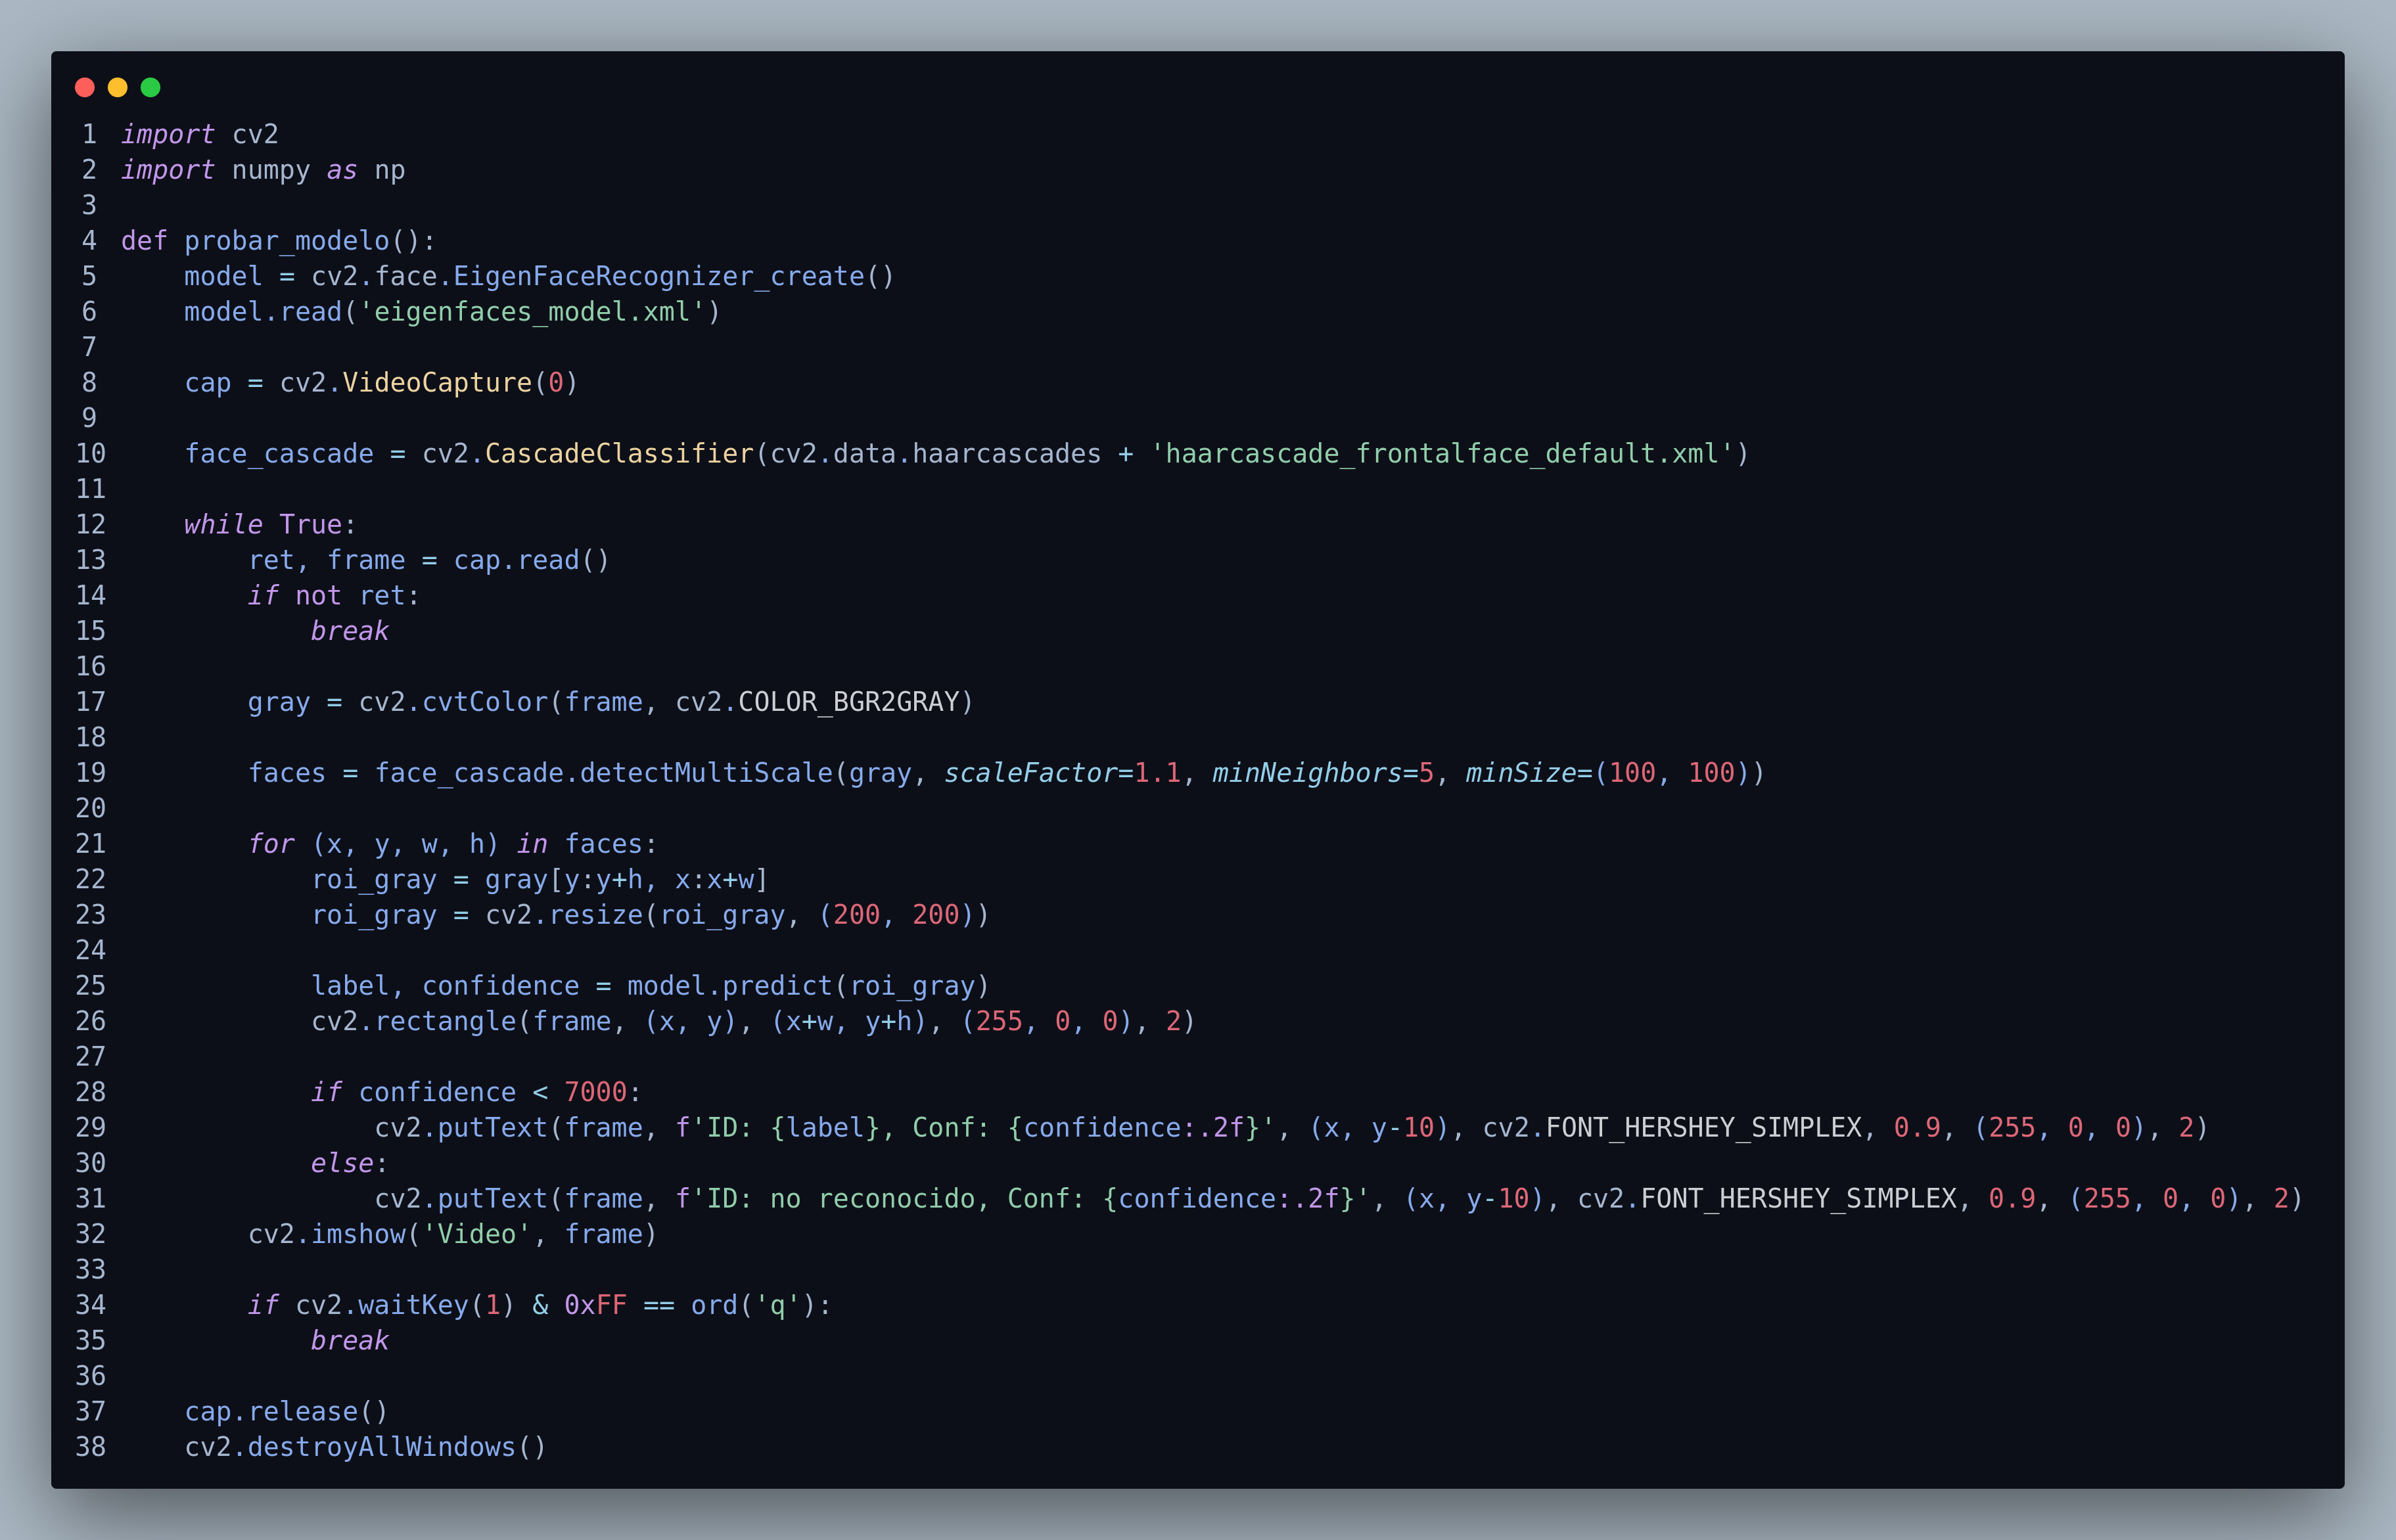 1 import cv2
2 import numpy as np
3
4 def probar_modelo():
5     model = cv2.face.EigenFaceRecognizer_create()
6     model.read('eigenfaces_model.xml')
7
8     cap = cv2.VideoCapture(0)
9
10     face_cascade = cv2.CascadeClassifier(cv2.data.haarcascades + 'haarcascade_frontalface_default.xml')
11
12     while True:
13         ret, frame = cap.read()
14         if not ret:
15             break
16
17         gray = cv2.cvtColor(frame, cv2.COLOR_BGR2GRAY)
18
19         faces = face_cascade.detectMultiScale(gray, scaleFactor=1.1, minNeighbors=5, minSize=(100, 100))
20
21         for (x, y, w, h) in faces:
22             roi_gray = gray[y:y+h, x:x+w]
23             roi_gray = cv2.resize(roi_gray, (200, 200))
24
25             label, confidence = model.predict(roi_gray)
26             cv2.rectangle(frame, (x, y), (x+w, y+h), (255, 0, 0), 2)
27
28             if confidence < 7000:
29                 cv2.putText(frame, f'ID: {label}, Conf: {confidence:.2f}', (x, y-10), cv2.FONT_HERSHEY_SIMPLEX, 0.9, (255, 0, 0), 2)
30             else:
31                 cv2.putText(frame, f'ID: no reconocido, Conf: {confidence:.2f}', (x, y-10), cv2.FONT_HERSHEY_SIMPLEX, 0.9, (255, 0, 0), 2)
32         cv2.imshow('Video', frame)
33
34         if cv2.waitKey(1) & 0xFF == ord('q'):
35             break
36
37     cap.release()
38     cv2.destroyAllWindows()